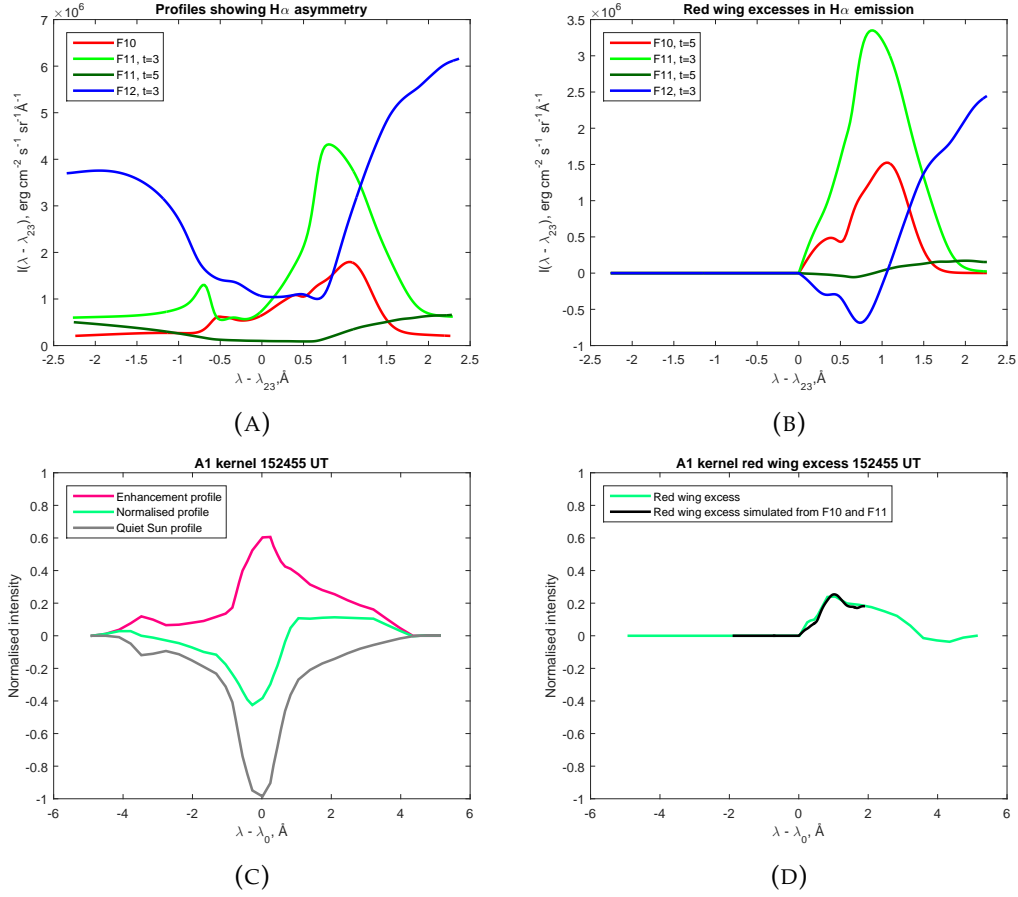 Profiles showing Hα asymmetry
×10⁶
F10
F11, t=3
F11, t=5
F12, t=3
I(λ - λ₂₃), erg cm⁻² s⁻¹ sr⁻¹Å⁻¹
7
6
5
4
3
2
1
0
-2.5 -2 -1.5 -1 -0.5 0 0.5 1 1.5 2 2.5
λ - λ₂₃,Å
(A)
Red wing excesses in Hα emission
×10⁶
F10, t=5
F11, t=3
F11, t=5
F12, t=3
I(λ - λ₂₃), erg cm⁻² s⁻¹ sr⁻¹Å⁻¹
3.5
3
2.5
2
1.5
1
0.5
0
-0.5
-1
-2.5 -2 -1.5 -1 -0.5 0 0.5 1 1.5 2 2.5
λ - λ₂₃,Å
(B)
A1 kernel 152455 UT
Enhancement profile
Normalised profile
Quiet Sun profile
Normalised intensity
1
0.8
0.6
0.4
0.2
0
-0.2
-0.4
-0.6
-0.8
-1
-6 -4 -2 0 2 4 6
λ - λ₀, Å
(C)
A1 kernel red wing excess 152455 UT
Red wing excess
Red wing excess simulated from F10 and F11
Normalised intensity
1
0.8
0.6
0.4
0.2
0
-0.2
-0.4
-0.6
-0.8
-1
-6 -4 -2 0 2 4 6
λ - λ₀, Å
(D)